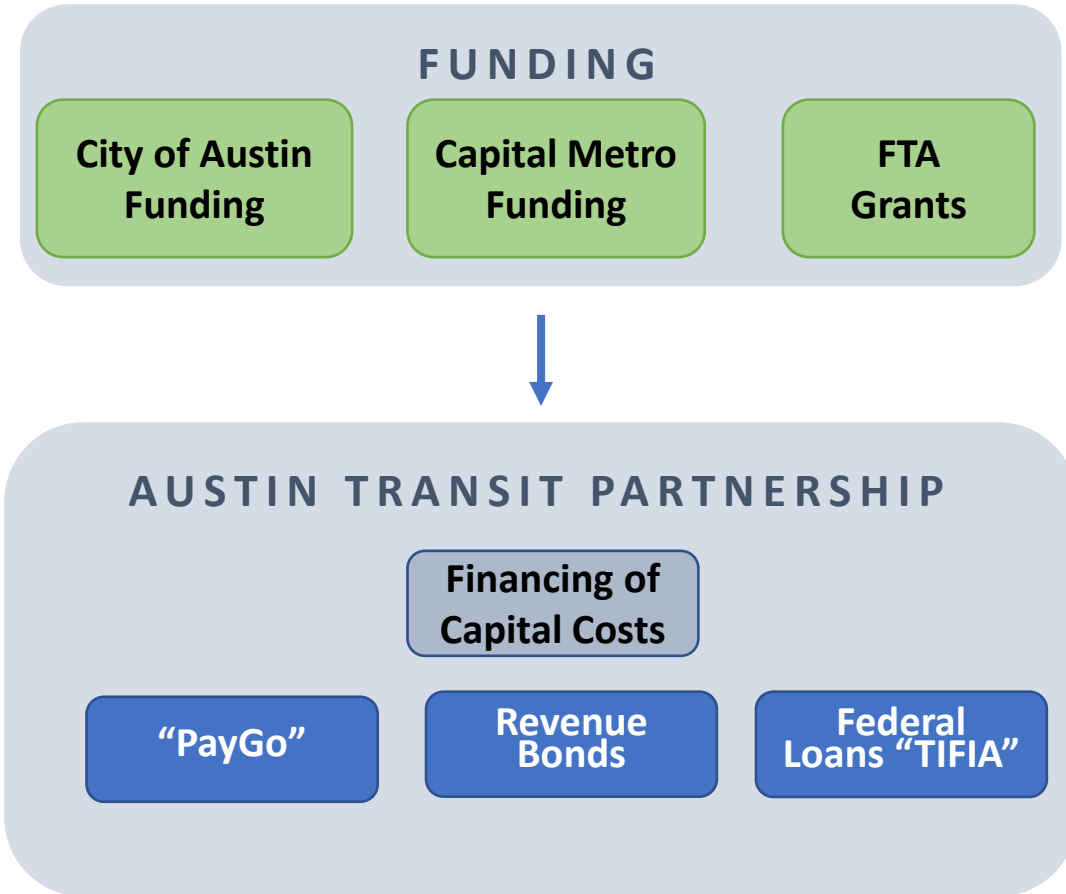 FUNDING
City of Austin
Funding
Capital Metro
Funding
FTA
Grants
AUSTIN TRANSIT PARTNERSHIP
Financing of
Capital Costs
“PayGo”
Revenue
Bonds
Federal
Loans “TIFIA”